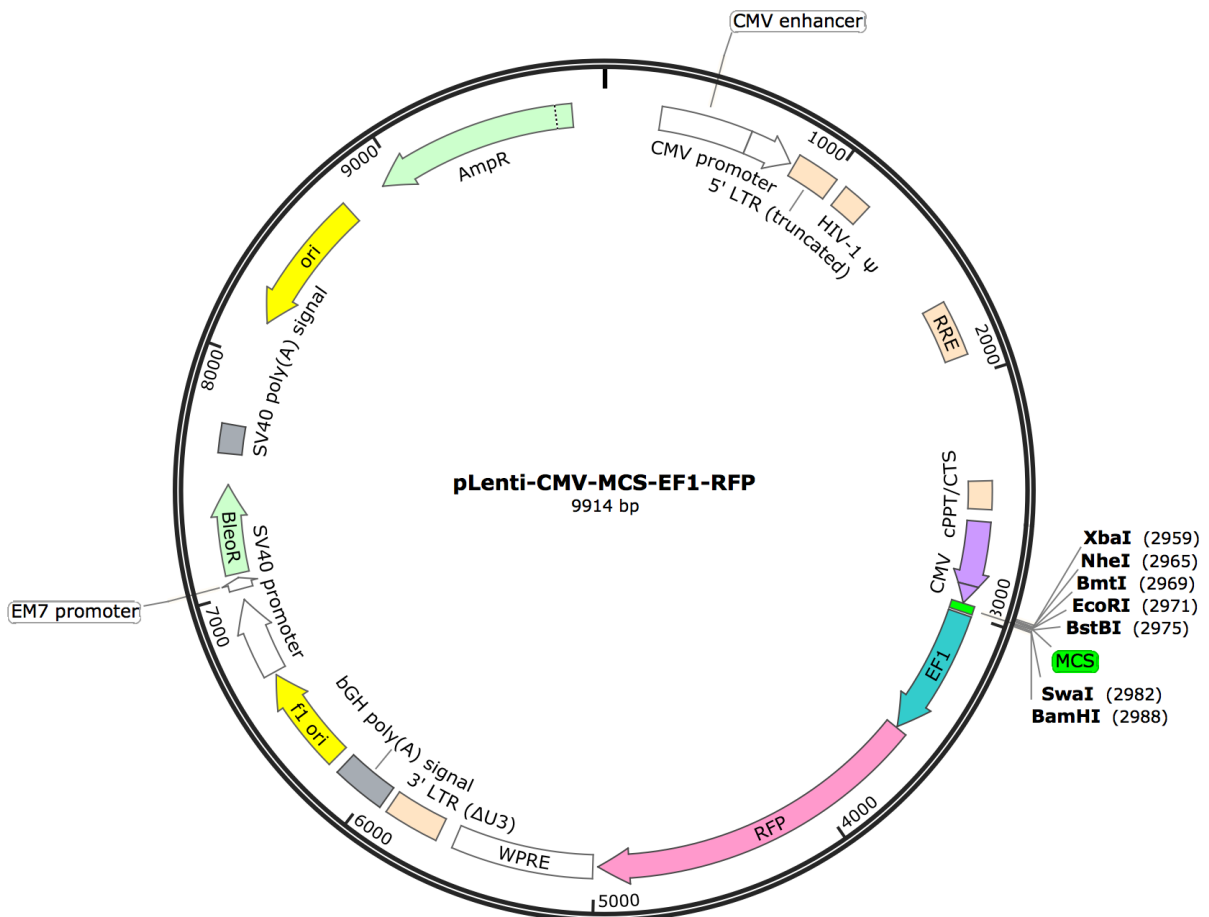 CMV enhancer
CMV promoter
5' LTR (truncated)
1000
HIV-1 Ψ
RRE
2000
cPPT/CTS
CMV
3000
XbaI (2959)
NheI (2965)
BmtI (2969)
EcoRI (2971)
BstBI (2975)
MCS
SwaI (2982)
BamHI (2988)
EF1
RFP
4000
5000
WPRE
3' LTR (ΔU3)
bGH poly(A) signal
6000
f1 ori
SV40 promoter
7000
EM7 promoter
BleoR
SV40 poly(A) signal
8000
ori
9000
AmpR
pLenti-CMV-MCS-EF1-RFP
9914 bp